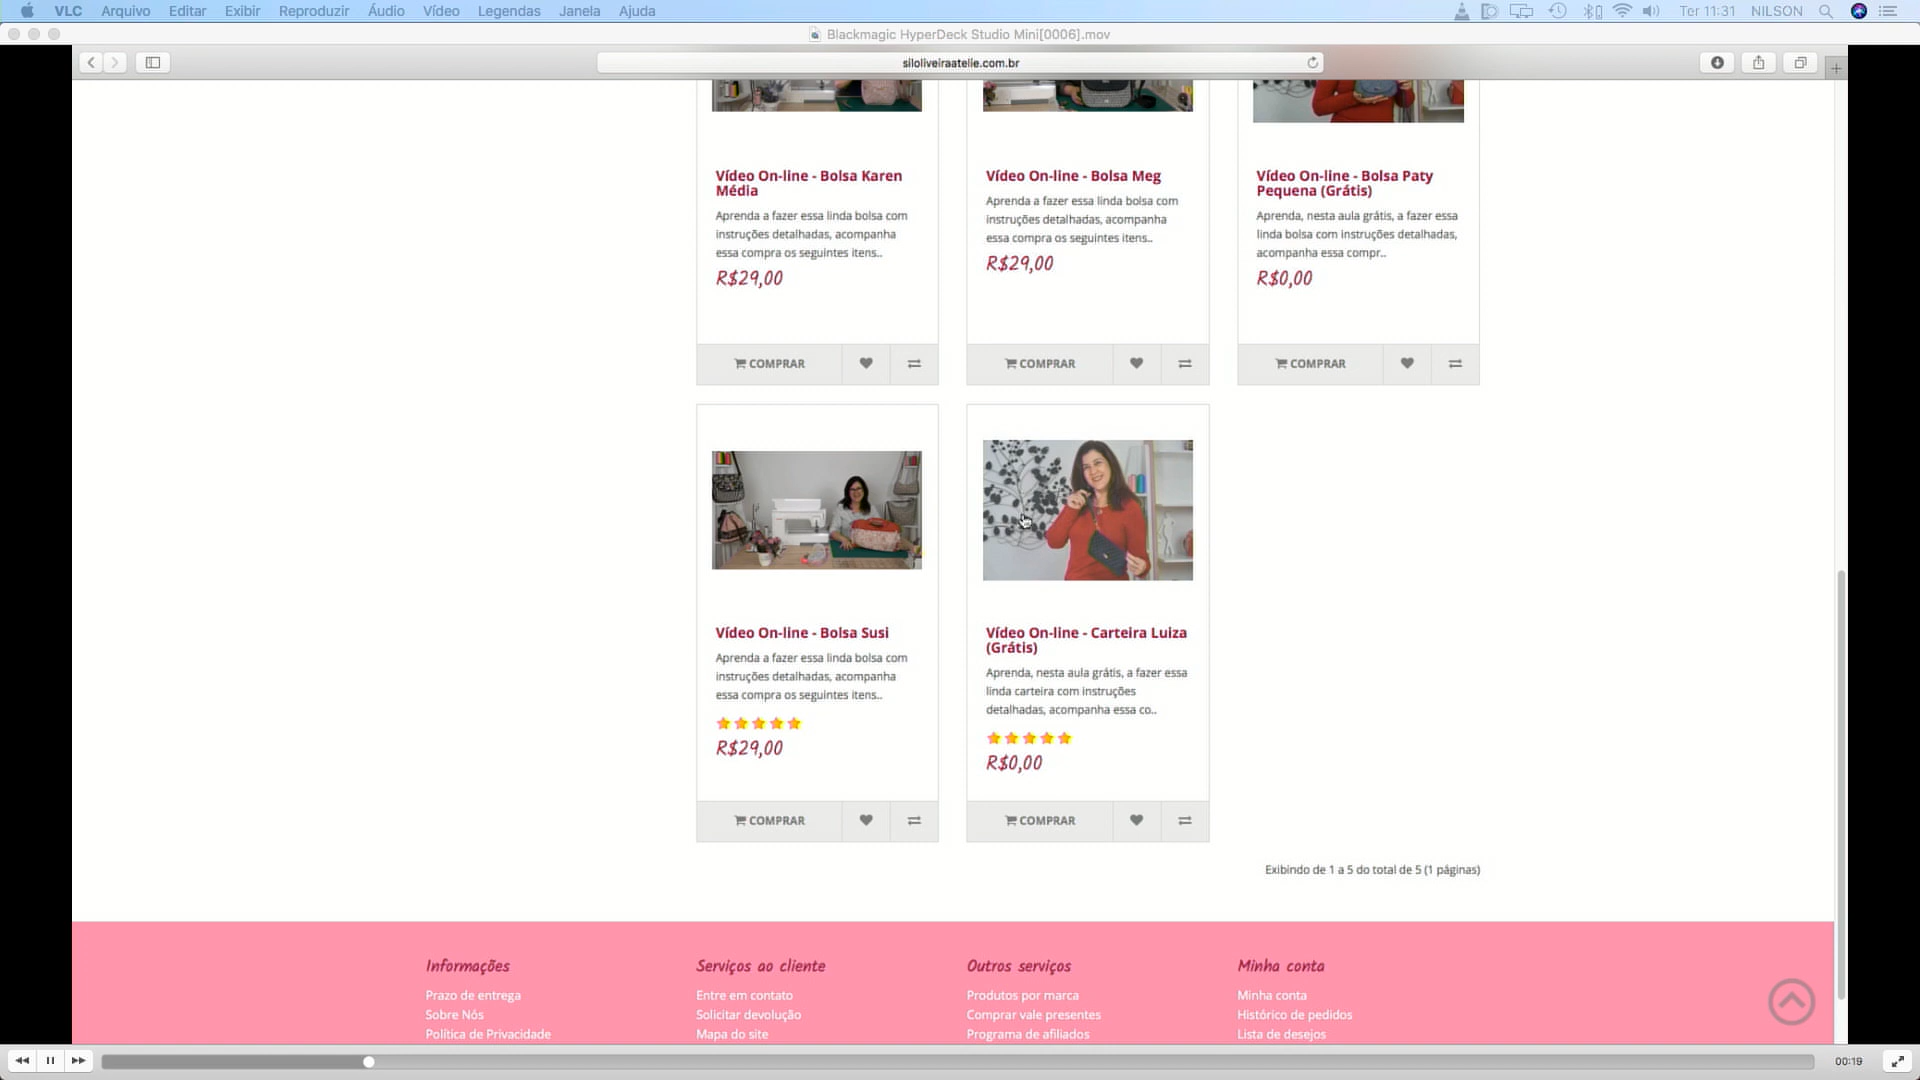 VLC Arquivo Editar Exibir Reproduzir Áudio Vídeo Legendas Janela Ajuda Ter 11:31 NILSON
Blackmagic HyperDeck Studio Mini[0006].mov
siloliveiraatelie.com.br
Vídeo On-line - Bolsa Karen
Média
Aprenda a fazer essa linda bolsa com
instruções detalhadas, acompanha
essa compra os seguintes itens..
R$29,00
COMPRAR
Vídeo On-line - Bolsa Meg
Aprenda a fazer essa linda bolsa com
instruções detalhadas, acompanha
essa compra os seguintes itens..
R$29,00
COMPRAR
Vídeo On-line - Bolsa Paty
Pequena (Grátis)
Aprenda, nesta aula grátis, a fazer essa
linda bolsa com instruções detalhadas,
acompanha essa compr..
R$0,00
COMPRAR
Vídeo On-line - Bolsa Susi
Aprenda a fazer essa linda bolsa com
instruções detalhadas, acompanha
essa compra os seguintes itens..
R$29,00
COMPRAR
Vídeo On-line - Carteira Luiza
(Grátis)
Aprenda, nesta aula grátis, a fazer essa
linda carteira com instruções
detalhadas, acompanha essa co..
R$0,00
COMPRAR
Exibindo de 1 a 5 do total de 5 (1 páginas)
Informações
Prazo de entrega
Sobre Nós
Política de Privacidade
Serviços ao cliente
Entre em contato
Solicitar devolução
Mapa do site
Outros serviços
Produtos por marca
Comprar vale presentes
Programa de afiliados
Minha conta
Minha conta
Histórico de pedidos
Lista de desejos
00:19